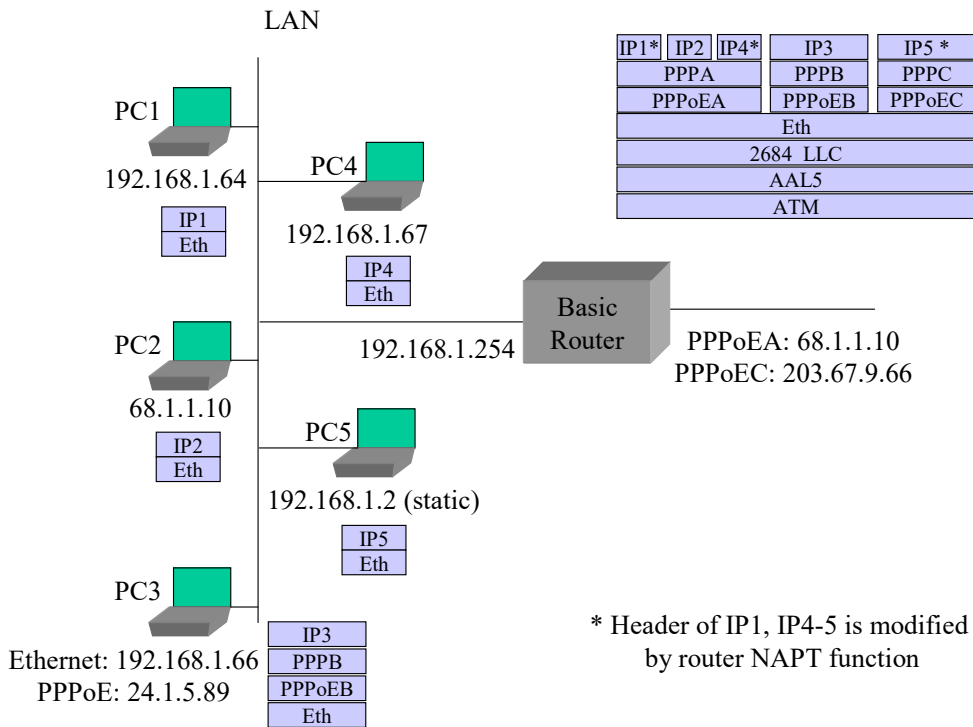 LAN
IP1* IP2 IP4* IP3 IP5 *
PPPA PPPB PPPC
PPPoEA PPPoEB PPPoEC
Eth
2684 LLC
AAL5
ATM
PC1
192.168.1.64
IP1
Eth
PC4
192.168.1.67
IP4
Eth
Basic
Router
192.168.1.254
PPPoEA: 68.1.1.10
PPPoEC: 203.67.9.66
PC2
68.1.1.10
IP2
Eth
PC5
192.168.1.2 (static)
IP5
Eth
PC3
Ethernet: 192.168.1.66
PPPoE: 24.1.5.89
IP3
PPPB
PPPoEB
Eth
* Header of IP1, IP4-5 is modified
by router NAPT function